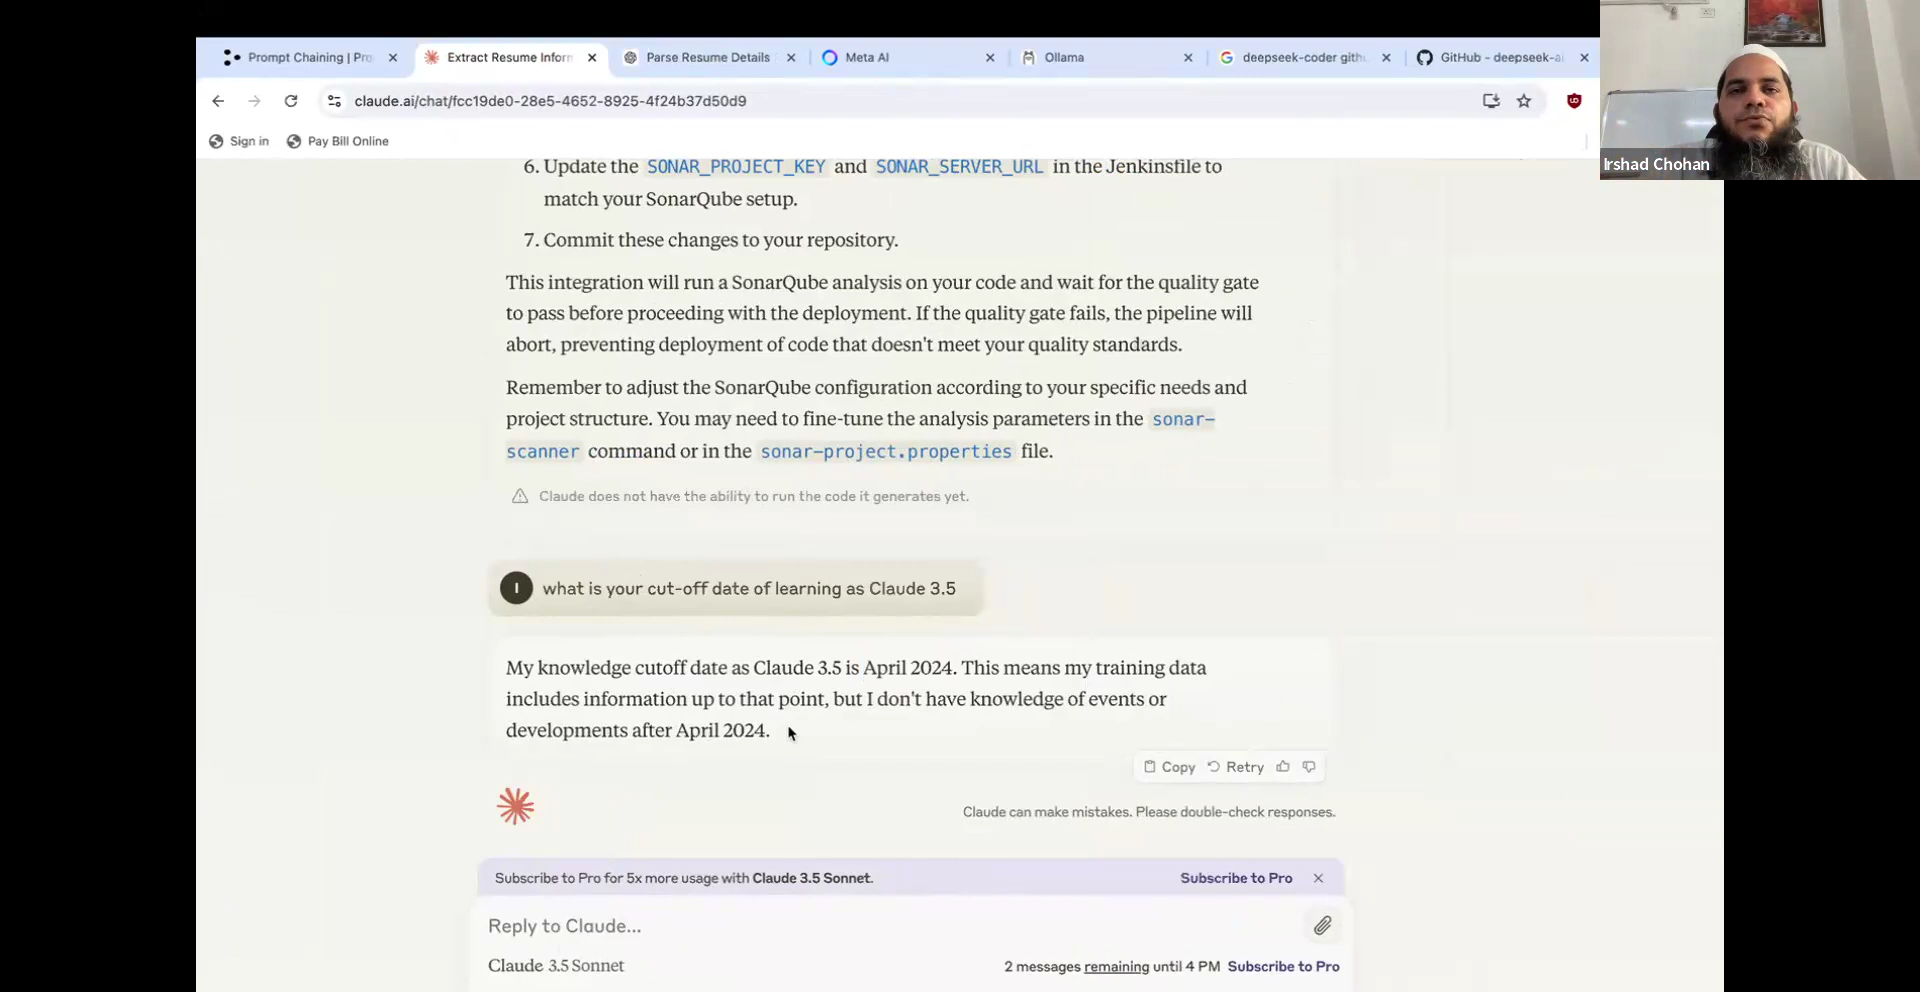 Prompt Chaining | Pro
Extract Resume Inform
Parse Resume Details
Meta AI
Ollama
deepseek-coder gith
GitHub - deepseek-ai
claude.ai/chat/fcc19de0-28e5-4652-8925-4f24b37d50d9
Sign in
Pay Bill Online
Irshad Chohan
6. Update the SONAR_PROJECT_KEY and SONAR_SERVER_URL in the Jenkinsfile to
match your SonarQube setup.
7. Commit these changes to your repository.
This integration will run a SonarQube analysis on your code and wait for the quality gate
to pass before proceeding with the deployment. If the quality gate fails, the pipeline will
abort, preventing deployment of code that doesn't meet your quality standards.
Remember to adjust the SonarQube configuration according to your specific needs and
project structure. You may need to fine-tune the analysis parameters in the sonar-
scanner command or in the sonar-project.properties file.
Claude does not have the ability to run the code it generates yet.
I what is your cut-off date of learning as Claude 3.5
My knowledge cutoff date as Claude 3.5 is April 2024. This means my training data
includes information up to that point, but I don't have knowledge of events or
developments after April 2024.
Copy Retry
Claude can make mistakes. Please double-check responses.
Subscribe to Pro for 5x more usage with Claude 3.5 Sonnet. Subscribe to Pro
Reply to Claude...
Claude 3.5 Sonnet 2 messages remaining until 4 PM Subscribe to Pro